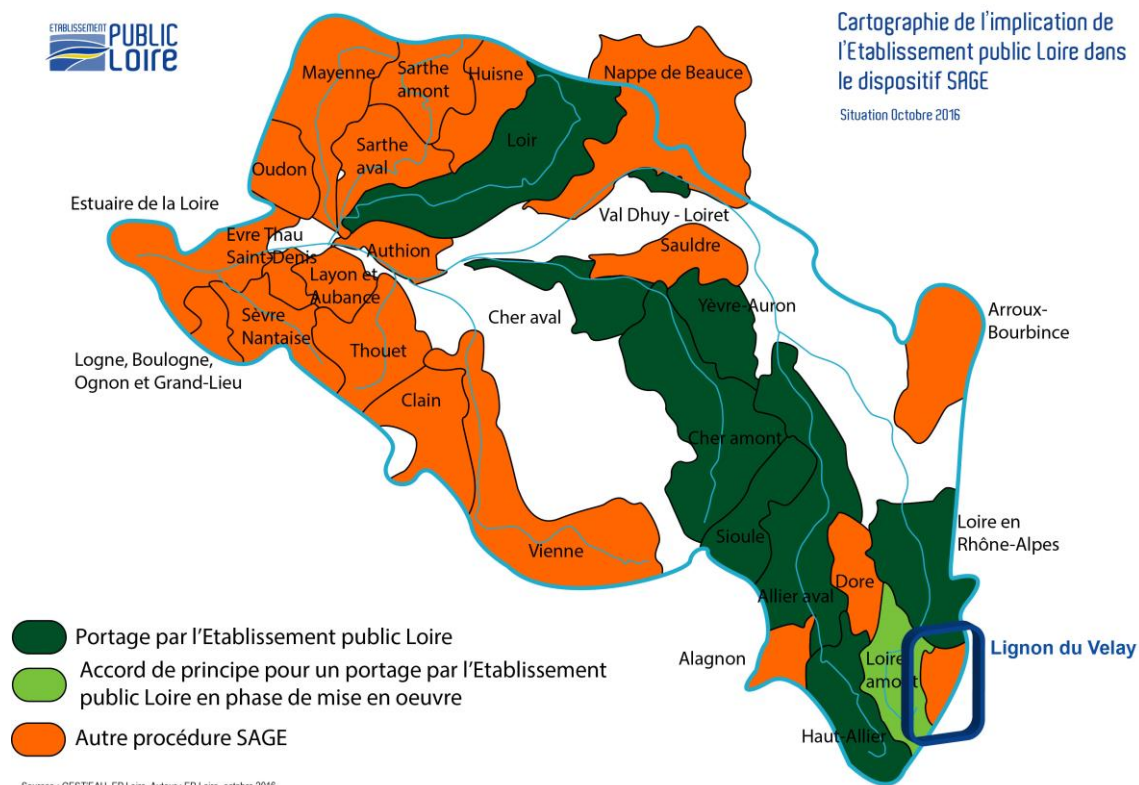 ETABLISSEMENT
PUBLIC
LOIRE
Cartographie de l'implication de
l'Etablissement public Loire dans
le dispositif SAGE
Situation Octobre 2016
Mayenne
Sarthe
amont
Huisne
Nappe de Beauce
Loir
Sarthe
aval
Oudon
Estuaire de la Loire
Val Dhuy - Loiret
Evre Thau
Saint-Denis
Authion
Sauldre
Layon et
Aubance
Yèvre-Auron
Arroux-
Bourbince
Cher aval
Sèvre
Nantaise
Logne, Boulogne,
Ognon et Grand-Lieu
Thouet
Clain
Cher amont
Loire en
Rhône-Alpes
Sioule
Vienne
Dore
Allier aval
Portage par l'Etablissement public Loire
Accord de principe pour un portage par l'Etablissement
public Loire en phase de mise en oeuvre
Autre procédure SAGE
Alagnon
Loire
amont
Lignon du Velay
Haut-Allier